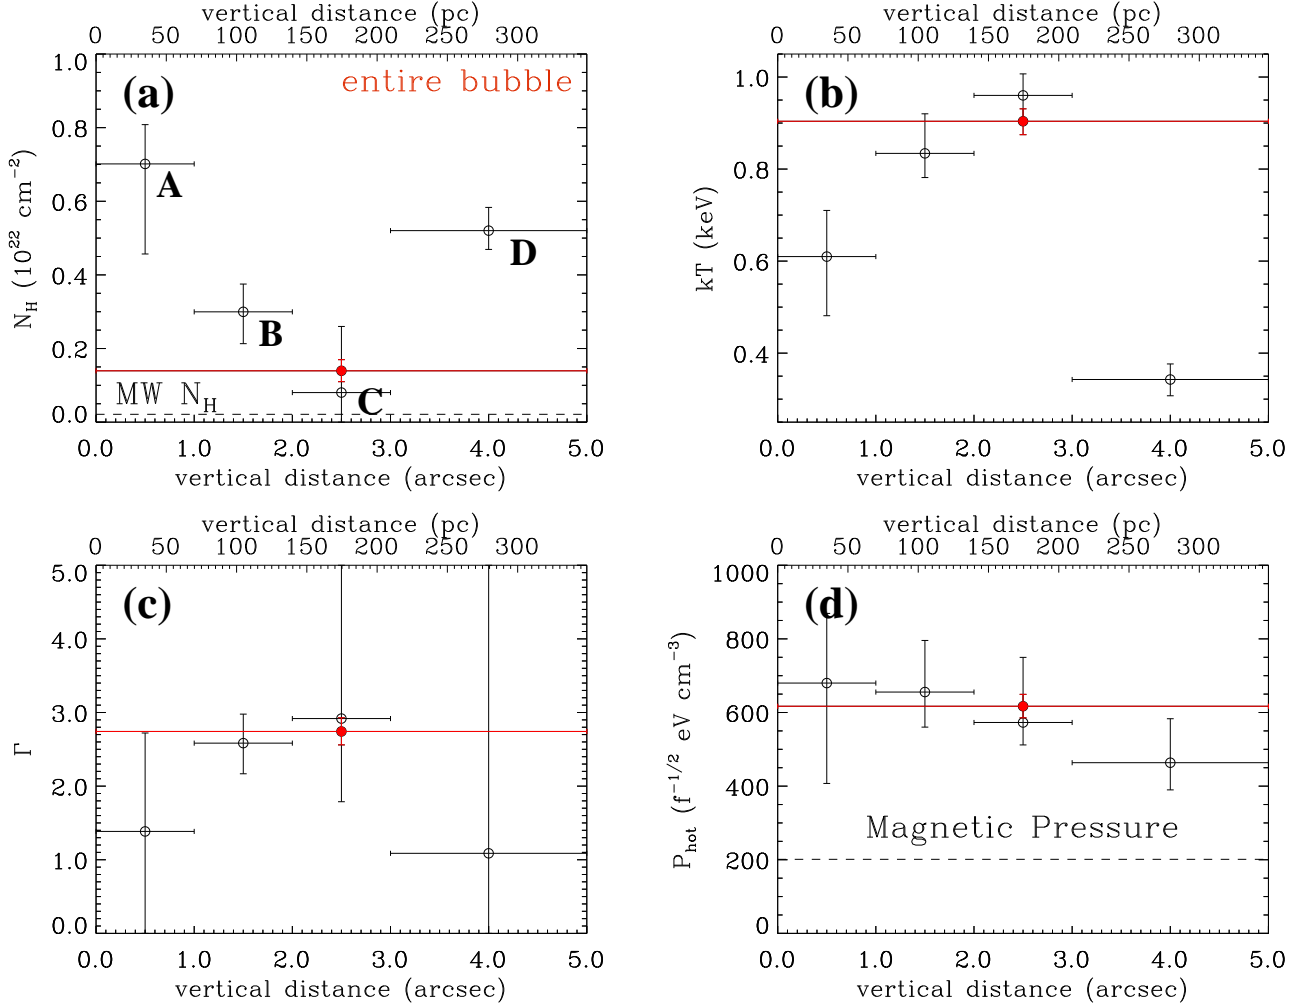 vertical distance (pc)
0 50 100 150 200 250 300
(a)
entire bubble
1.0
0.8
0.6
0.4
0.2
0.0
N_H (10^22 cm^−2)
A
B
C
D
MW N_H
0.0 1.0 2.0 3.0 4.0 5.0
vertical distance (arcsec)
vertical distance (pc)
0 50 100 150 200 250 300
(b)
1.0
0.8
0.6
0.4
kT (keV)
0.0 1.0 2.0 3.0 4.0 5.0
vertical distance (arcsec)
vertical distance (pc)
0 50 100 150 200 250 300
(c)
5.0
4.0
3.0
2.0
1.0
0.0
Γ
0.0 1.0 2.0 3.0 4.0 5.0
vertical distance (arcsec)
vertical distance (pc)
0 50 100 150 200 250 300
(d)
1000
800
600
400
200
0
P_hot (f^−1/2 eV cm^−3)
Magnetic Pressure
0.0 1.0 2.0 3.0 4.0 5.0
vertical distance (arcsec)